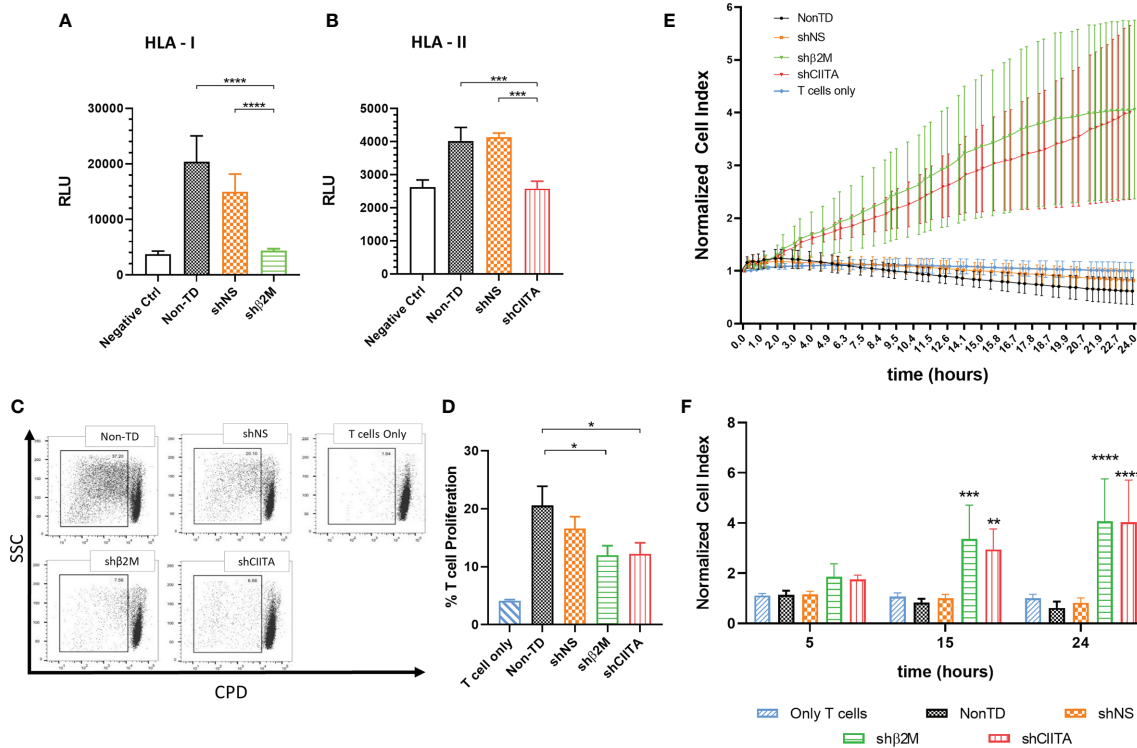 A
HLA - I
****
****
RLU
30000
20000
10000
0
Negative Ctrl
Non-TD
shNS
shβ2M
B
HLA - II
***
***
RLU
5000
4000
3000
2000
1000
0
Negative Ctrl
Non-TD
shNS
shCIITA
E
NonTD
shNS
shβ2M
shCIITA
T cells only
Normalized Cell Index
6
5
4
3
2
1
0
0.0 1.0 2.0 3.0 4.0 4.9 6.3 7.5 8.4 9.5 10.4 11.5 12.6 14.1 15.0 15.8 16.7 17.8 18.7 19.9 20.7 21.9 22.7 24.0
time (hours)
C
Non-TD
37.20
shNS
20.10
T cells Only
1.94
shβ2M
7.56
shCIITA
6.88
SSC
CPD
D
*
*
% T cell Proliferation
30
20
10
0
T cell only
Non-TD
shNS
shβ2M
shCIITA
F
Normalized Cell Index
8
6
4
2
0
***
**
****
****
5 15 24
time (hours)
Only T cells NonTD shNS
shβ2M shCIITA